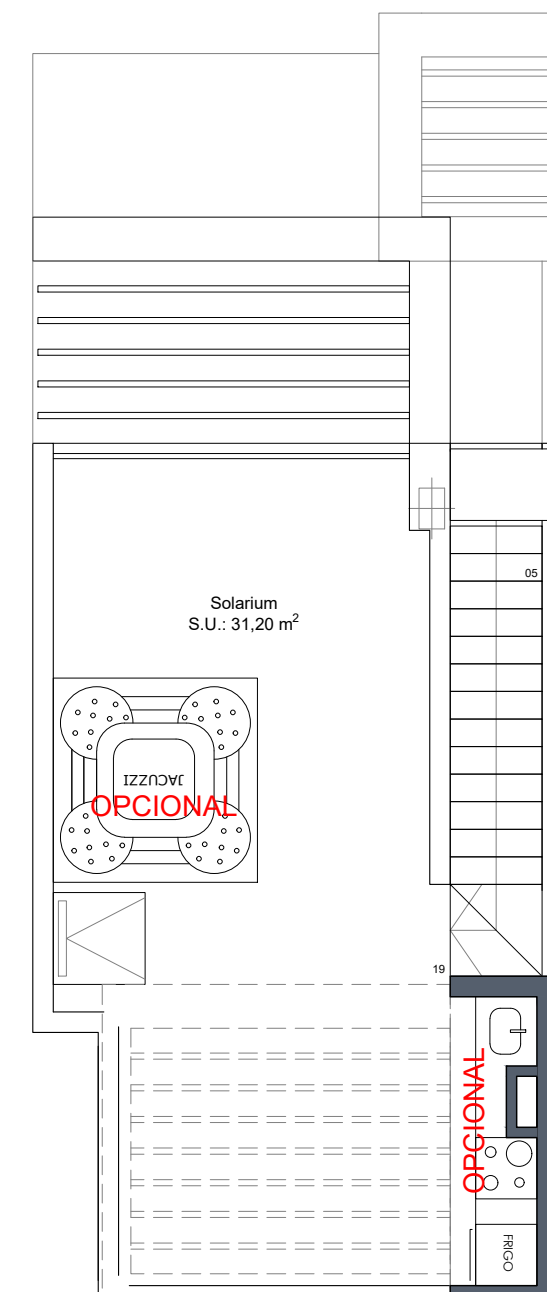 05
Solarium
S.U.: 31,20 m²
JACUZZI
OPCIONAL
19
OPCIONAL
FRIGO